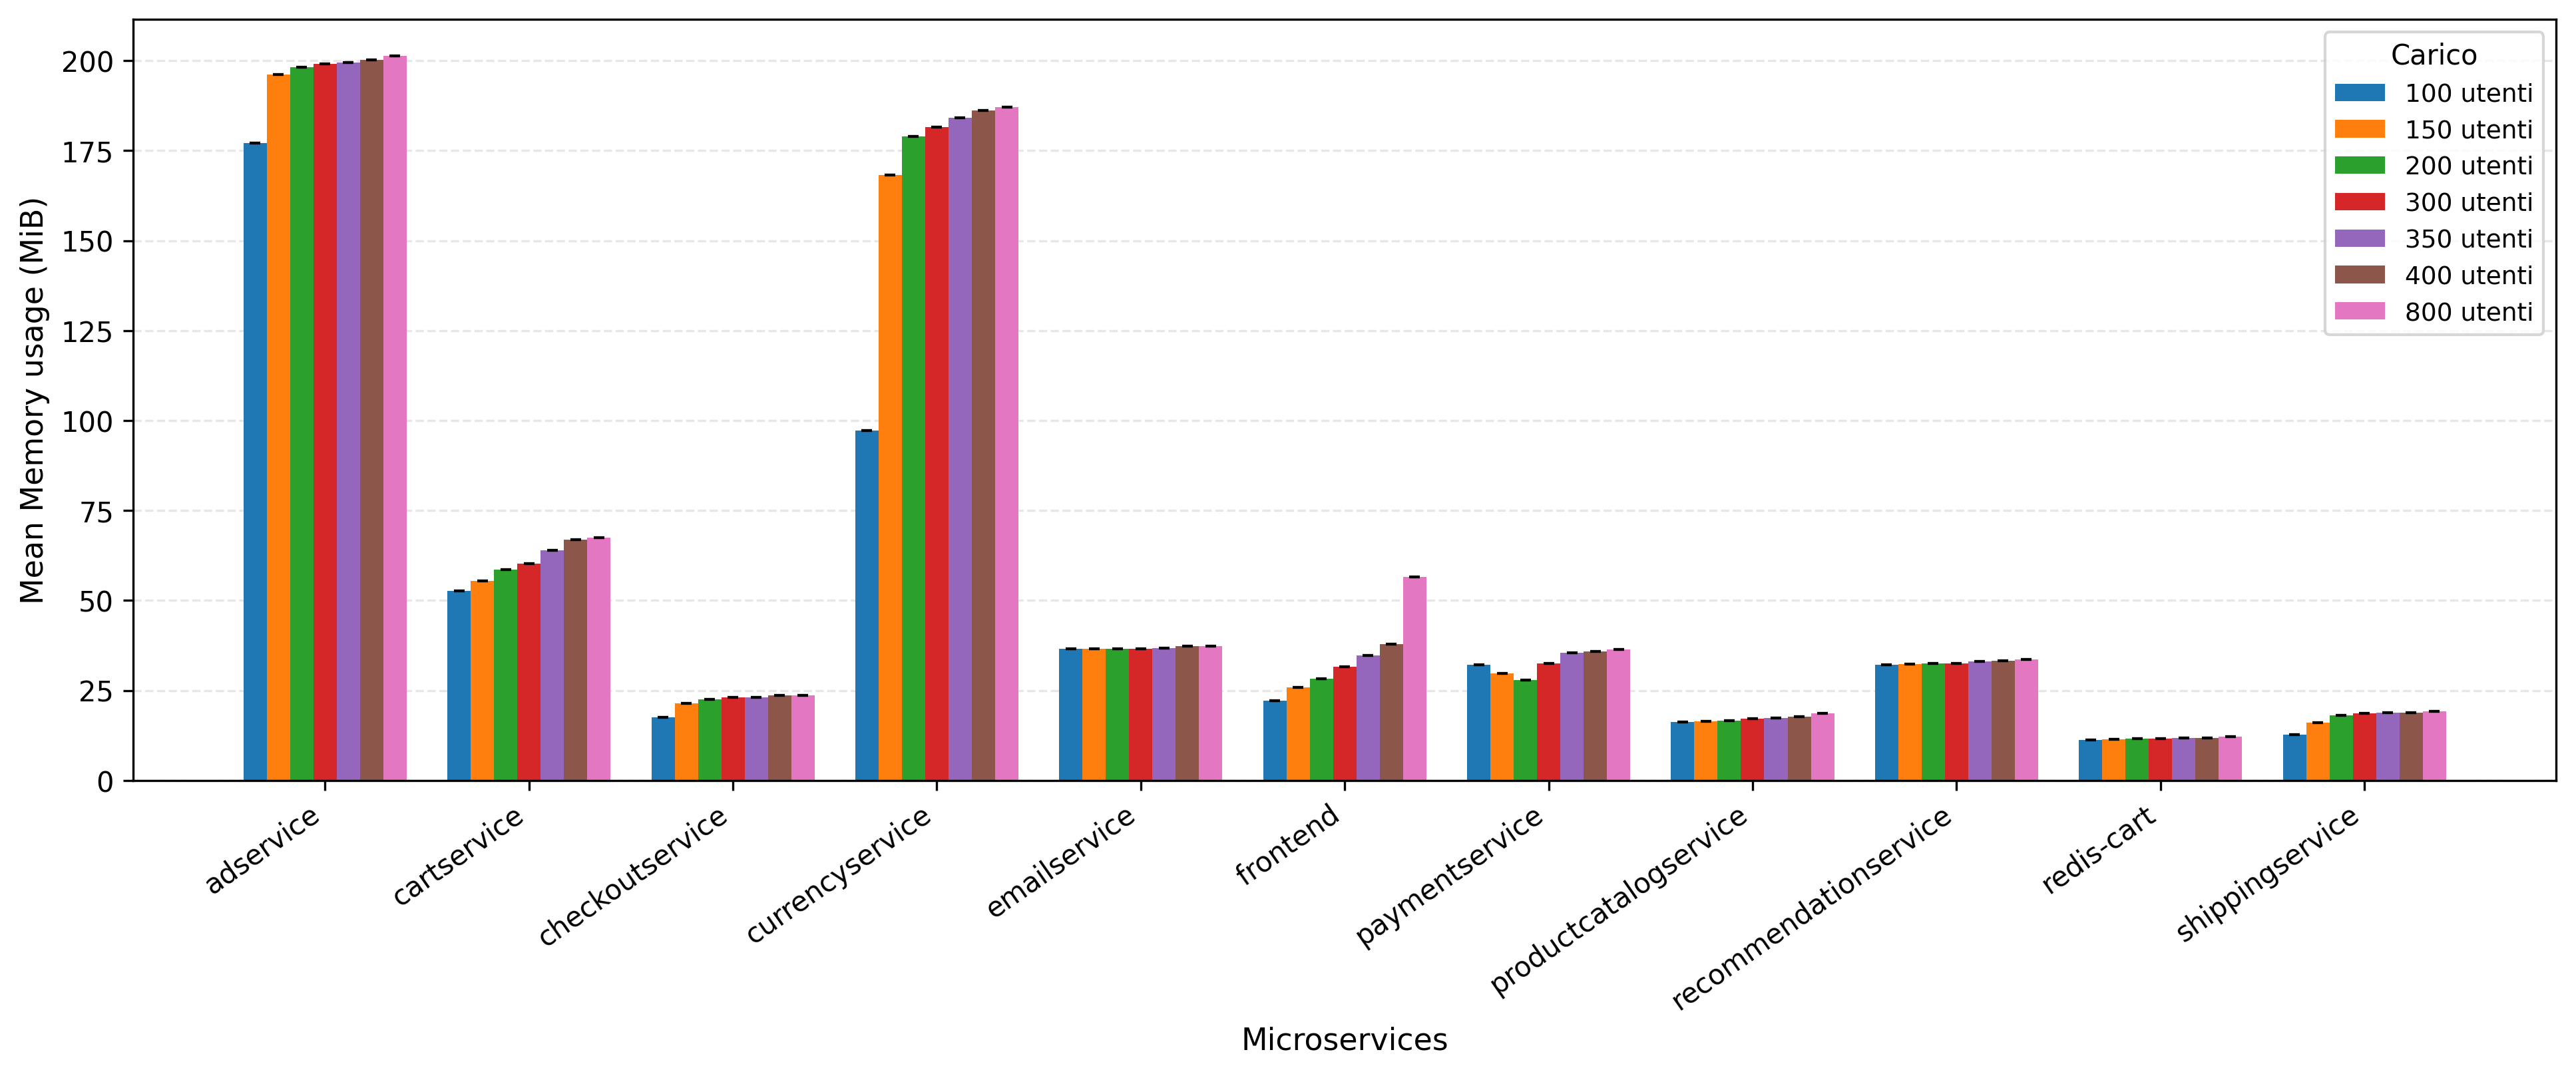 Mean Memory usage (MiB)
200
175
150
125
100
75
50
25
0
Carico
100 utenti
150 utenti
200 utenti
300 utenti
350 utenti
400 utenti
800 utenti
adservice
cartservice
checkoutservice
currencyservice
emailservice
frontend
paymentservice
productcatalogservice
recommendationservice
redis-cart
shippingservice
Microservices